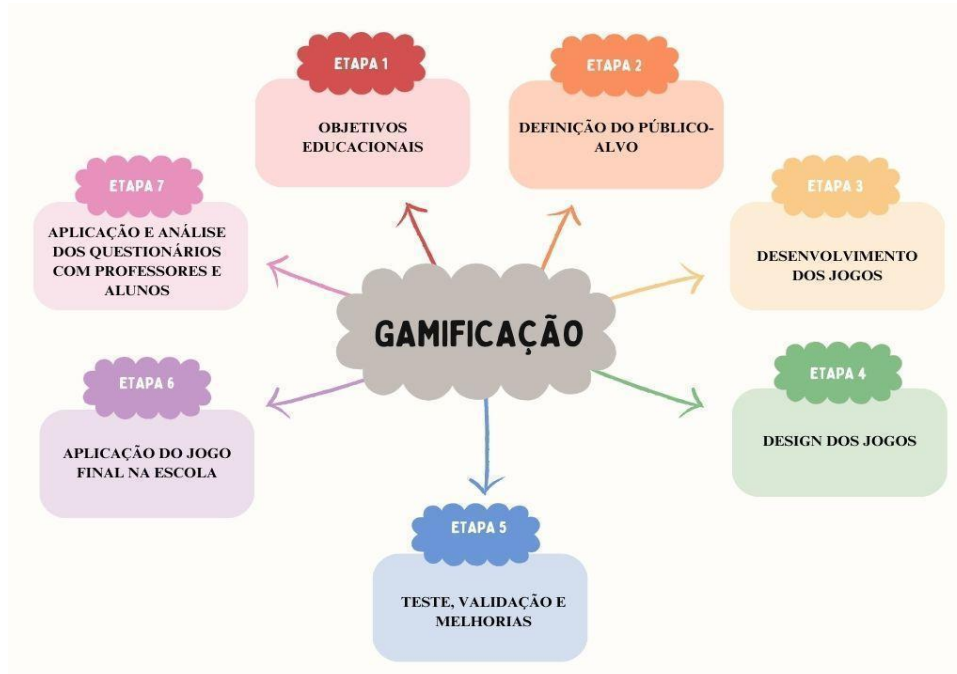 ETAPA 1
OBJETIVOS
EDUCACIONAIS
ETAPA 2
DEFINIÇÃO DO PÚBLICO-
ALVO
ETAPA 3
DESENVOLVIMENTO
DOS JOGOS
ETAPA 4
DESIGN DOS JOGOS
ETAPA 5
TESTE, VALIDAÇÃO E
MELHORIAS
ETAPA 6
APLICAÇÃO DO JOGO
FINAL NA ESCOLA
ETAPA 7
APLICAÇÃO E ANÁLISE
DOS QUESTIONÁRIOS
COM PROFESSORES E
ALUNOS
GAMIFICAÇÃO